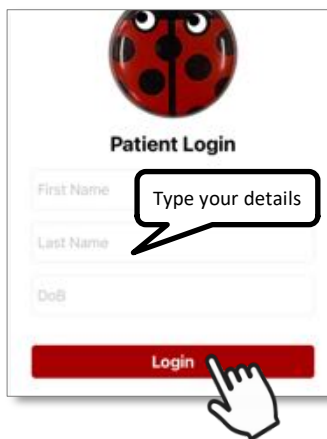 Patient Login
First Name
Type your details
Last Name
DoB
Login